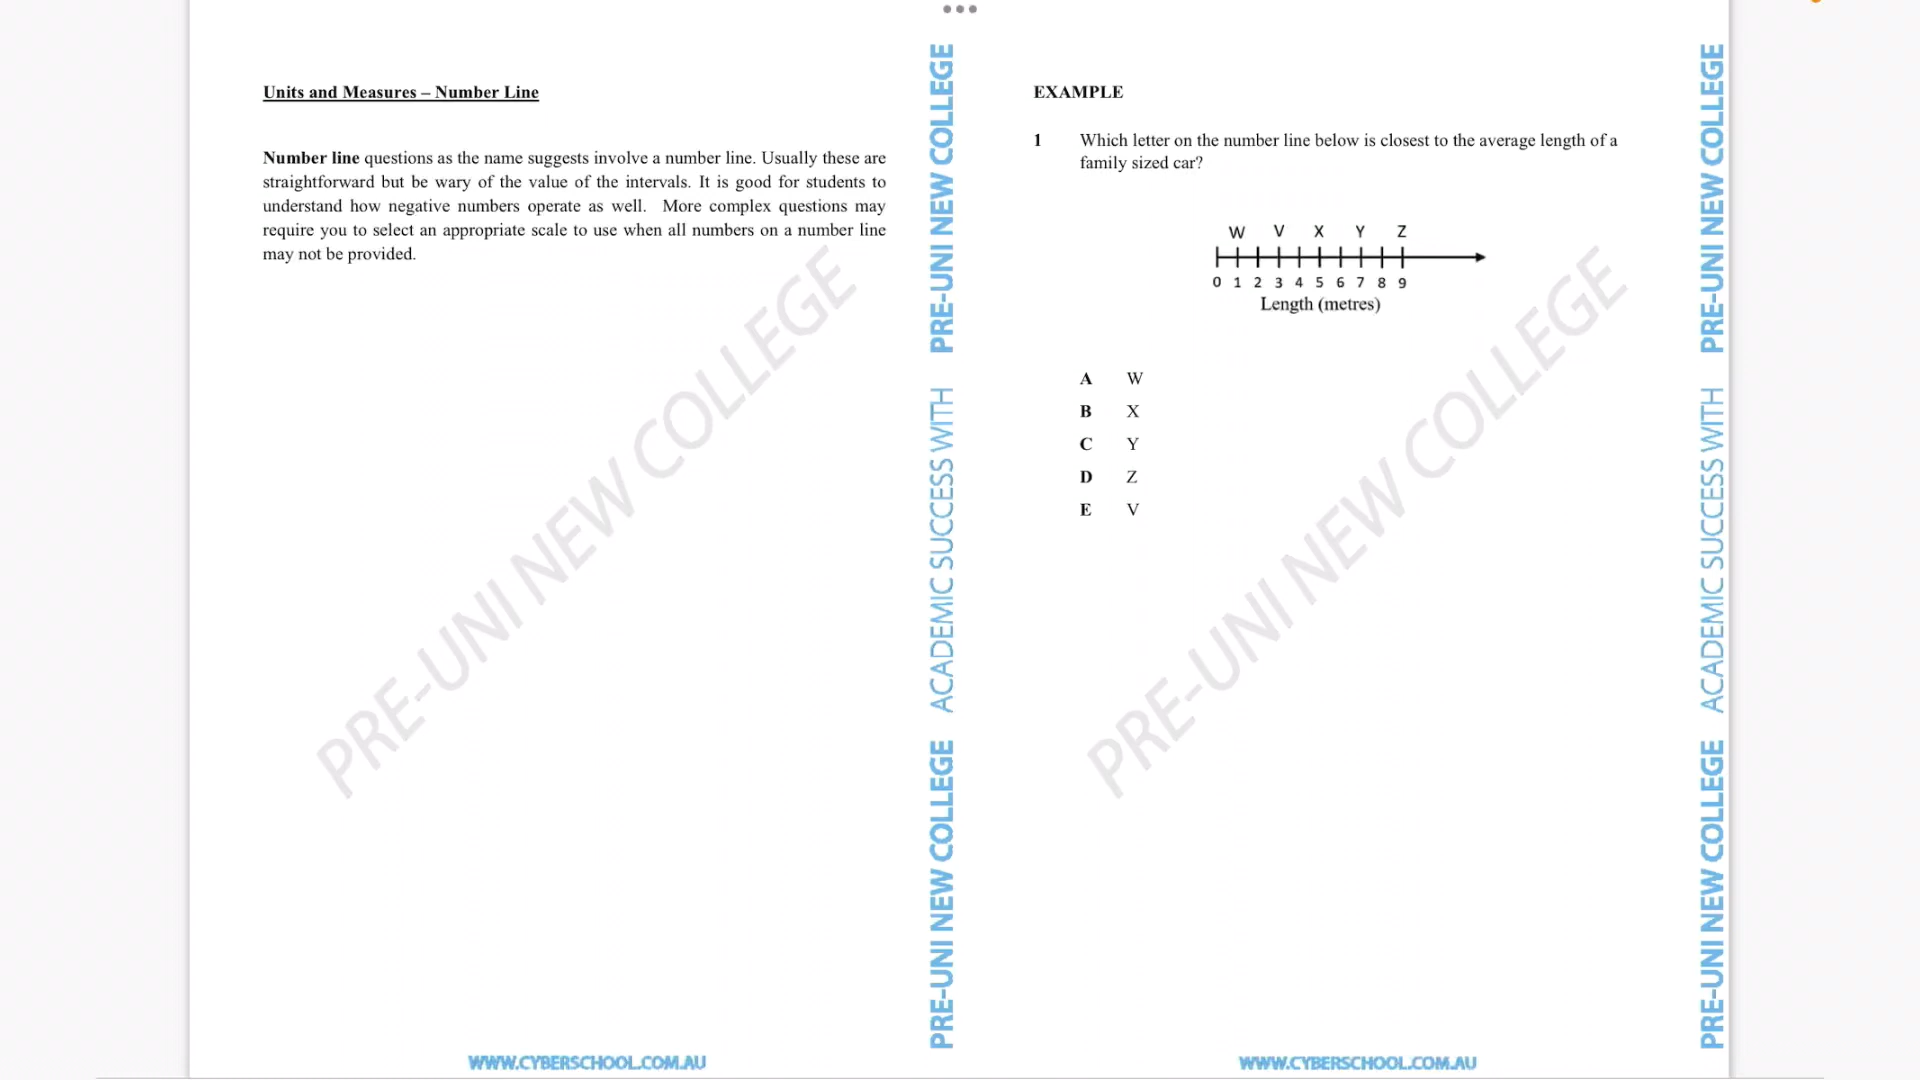 Units and Measures – Number Line
Number line questions as the name suggests involve a number line. Usually these are
straightforward but be wary of the value of the intervals. It is good for students to
understand how negative numbers operate as well. More complex questions may
require you to select an appropriate scale to use when all numbers on a number line
may not be provided.
PRE-UNI NEW COLLEGE
PRE-UNI NEW COLLEGE ACADEMIC SUCCESS WITH PRE-UNI NEW COLLEGE
WWW.CYBERSCHOOL.COM.AU
EXAMPLE
1 Which letter on the number line below is closest to the average length of a
family sized car?
W V X Y Z
0 1 2 3 4 5 6 7 8 9
Length (metres)
A W
B X
C Y
D Z
E V
PRE-UNI NEW COLLEGE
PRE-UNI NEW COLLEGE ACADEMIC SUCCESS WITH PRE-UNI NEW COLLEGE
WWW.CYBERSCHOOL.COM.AU